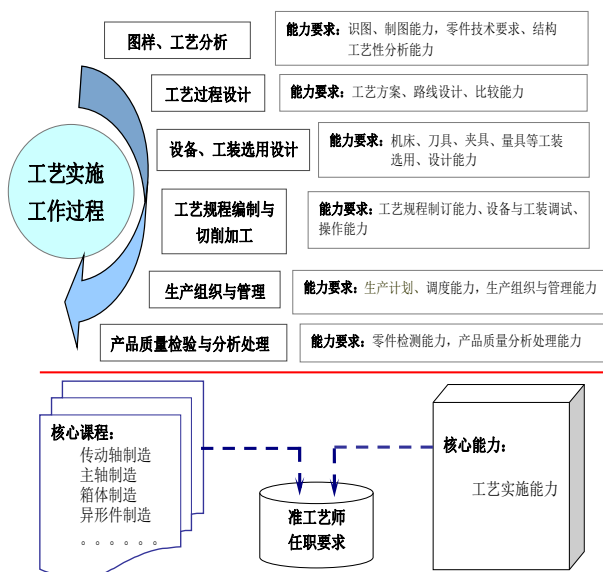 图样、工艺分析
能力要求：识图、制图能力，零件技术要求、结构
工艺性分析能力
工艺过程设计
能力要求：工艺方案、路线设计、比较能力
设备、工装选用设计
能力要求：机床、刀具、夹具、量具等工装
选用、设计能力
工艺实施
工作过程
工艺规程编制与
切削加工
能力要求：工艺规程制订能力、设备与工装调试、
操作能力
生产组织与管理
能力要求：生产计划、调度能力，生产组织与管理能力
产品质量检验与分析处理
能力要求：零件检测能力，产品质量分析处理能力
核心课程：
传动轴制造
主轴制造
箱体制造
异形件制造
。。。。。。
准工艺师
任职要求
核心能力：
工艺实施能力